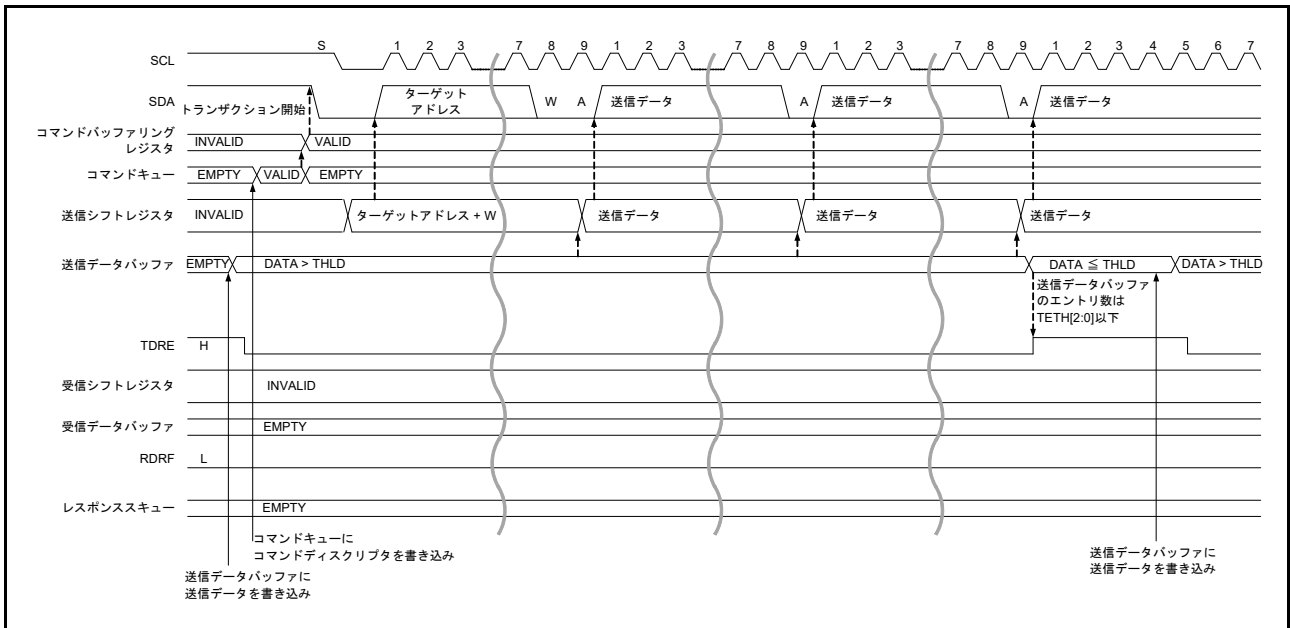 S 1 2 3 7 8 9 1 2 3 7 8 9 1 2 3 7 8 9 1 2 3 4 5 6 7
SCL
SDA
トランザクション開始
ターゲット
アドレス
W A 送信データ A 送信データ A 送信データ
コマンドバッファリング
レジスタ
INVALID VALID
コマンドキュー EMPTY VALID EMPTY
送信シフトレジスタ INVALID ターゲットアドレス + W 送信データ 送信データ 送信データ
送信データバッファ EMPTY DATA > THLD DATA ≦ THLD DATA > THLD
送信データバッファ
のエントリ数は
TETH[2:0]以下
TDRE H
受信シフトレジスタ INVALID
受信データバッファ EMPTY
RDRF L
レスポンススキュー EMPTY
コマンドキューに
コマンドディスクリプタを書き込み
送信データバッファに
送信データを書き込み
送信データバッファに
送信データを書き込み